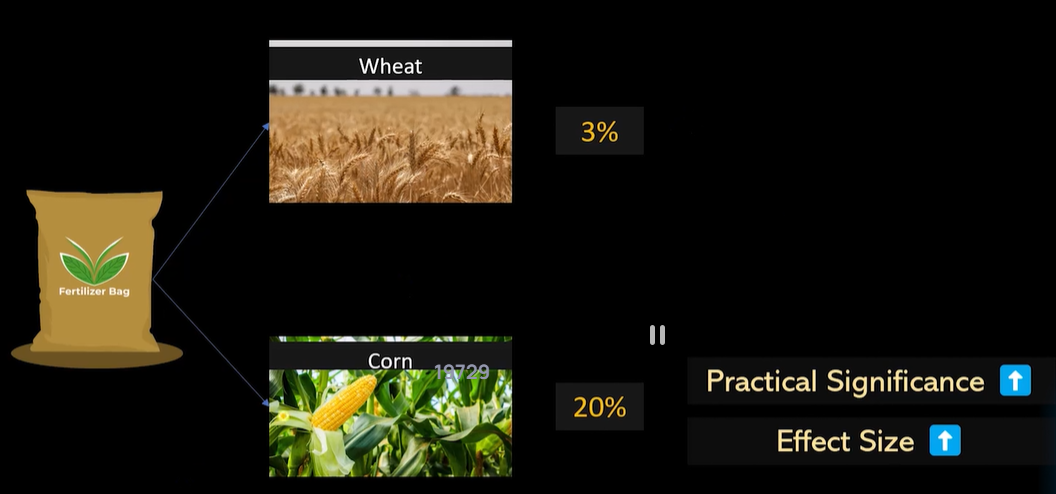 Wheat
3%
Fertilizer Bag
Corn
19729
20%
Practical Significance
Effect Size